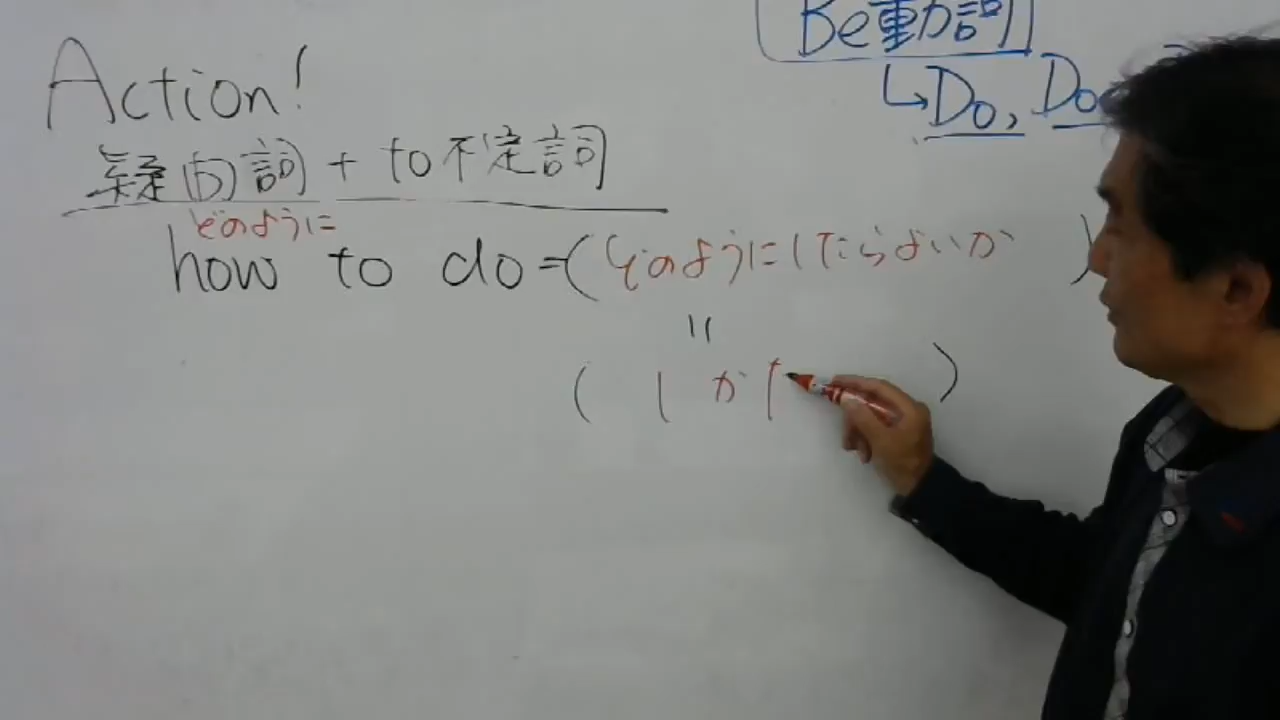 Be動詞
↳Do, Do
Action!
疑問詞 + to不定詞
どのように
how to do=(どのようにしたらよいか )
〃
( しか )